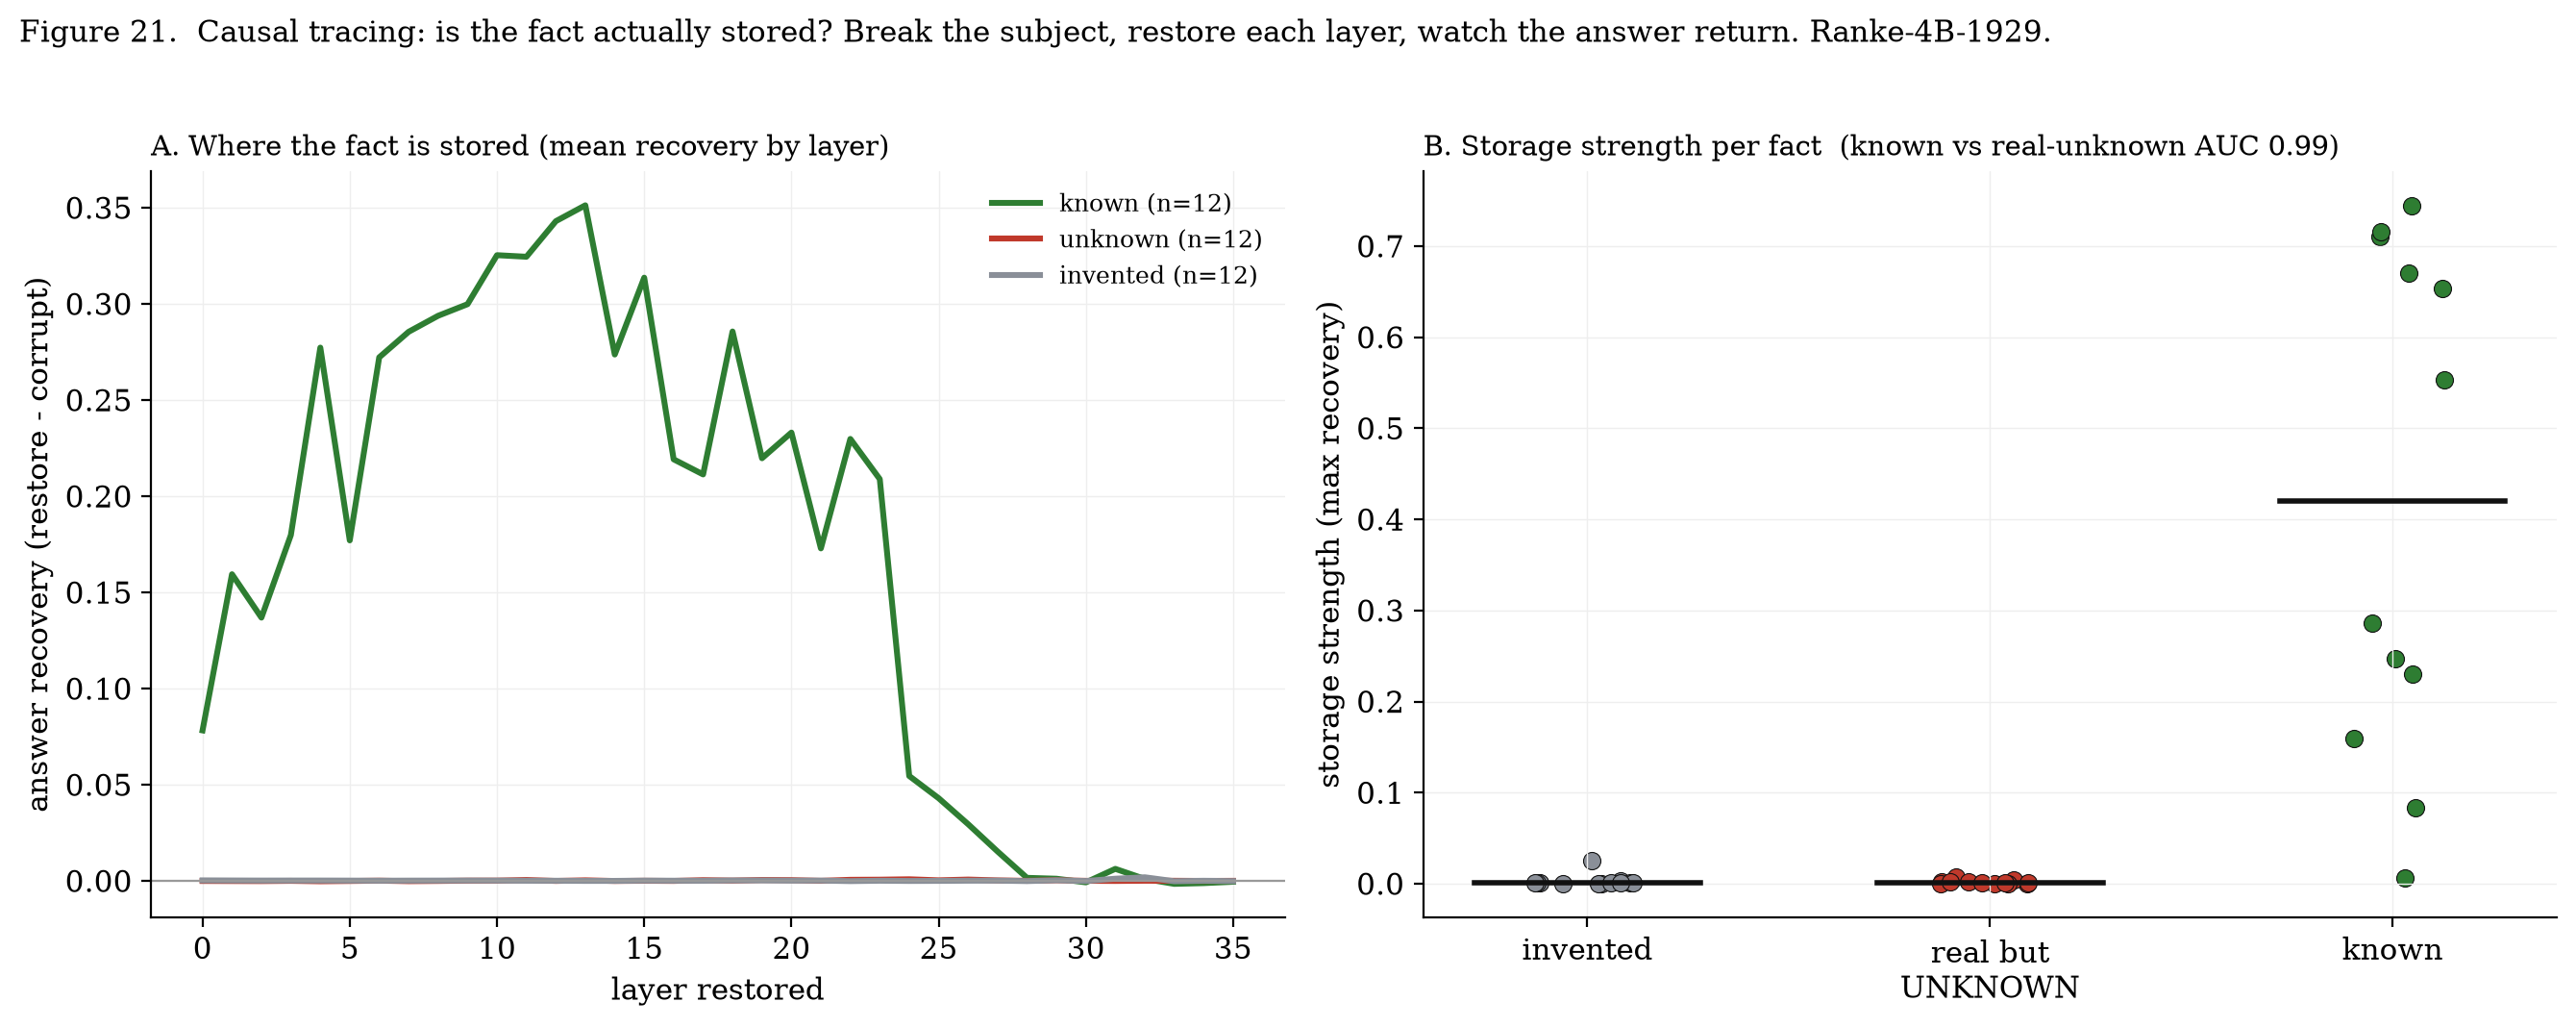 Figure 21.  Causal tracing: is the fact actually stored? Break the subject, restore each layer, watch the answer return. Ranke-4B-1929.
A. Where the fact is stored (mean recovery by layer)
answer recovery (restore - corrupt)
0.35
0.30
0.25
0.20
0.15
0.10
0.05
0.00
known (n=12)
unknown (n=12)
invented (n=12)
0 5 10 15 20 25 30 35
layer restored
B. Storage strength per fact  (known vs real-unknown AUC 0.99)
storage strength (max recovery)
0.7
0.6
0.5
0.4
0.3
0.2
0.1
0.0
invented
real but
UNKNOWN
known